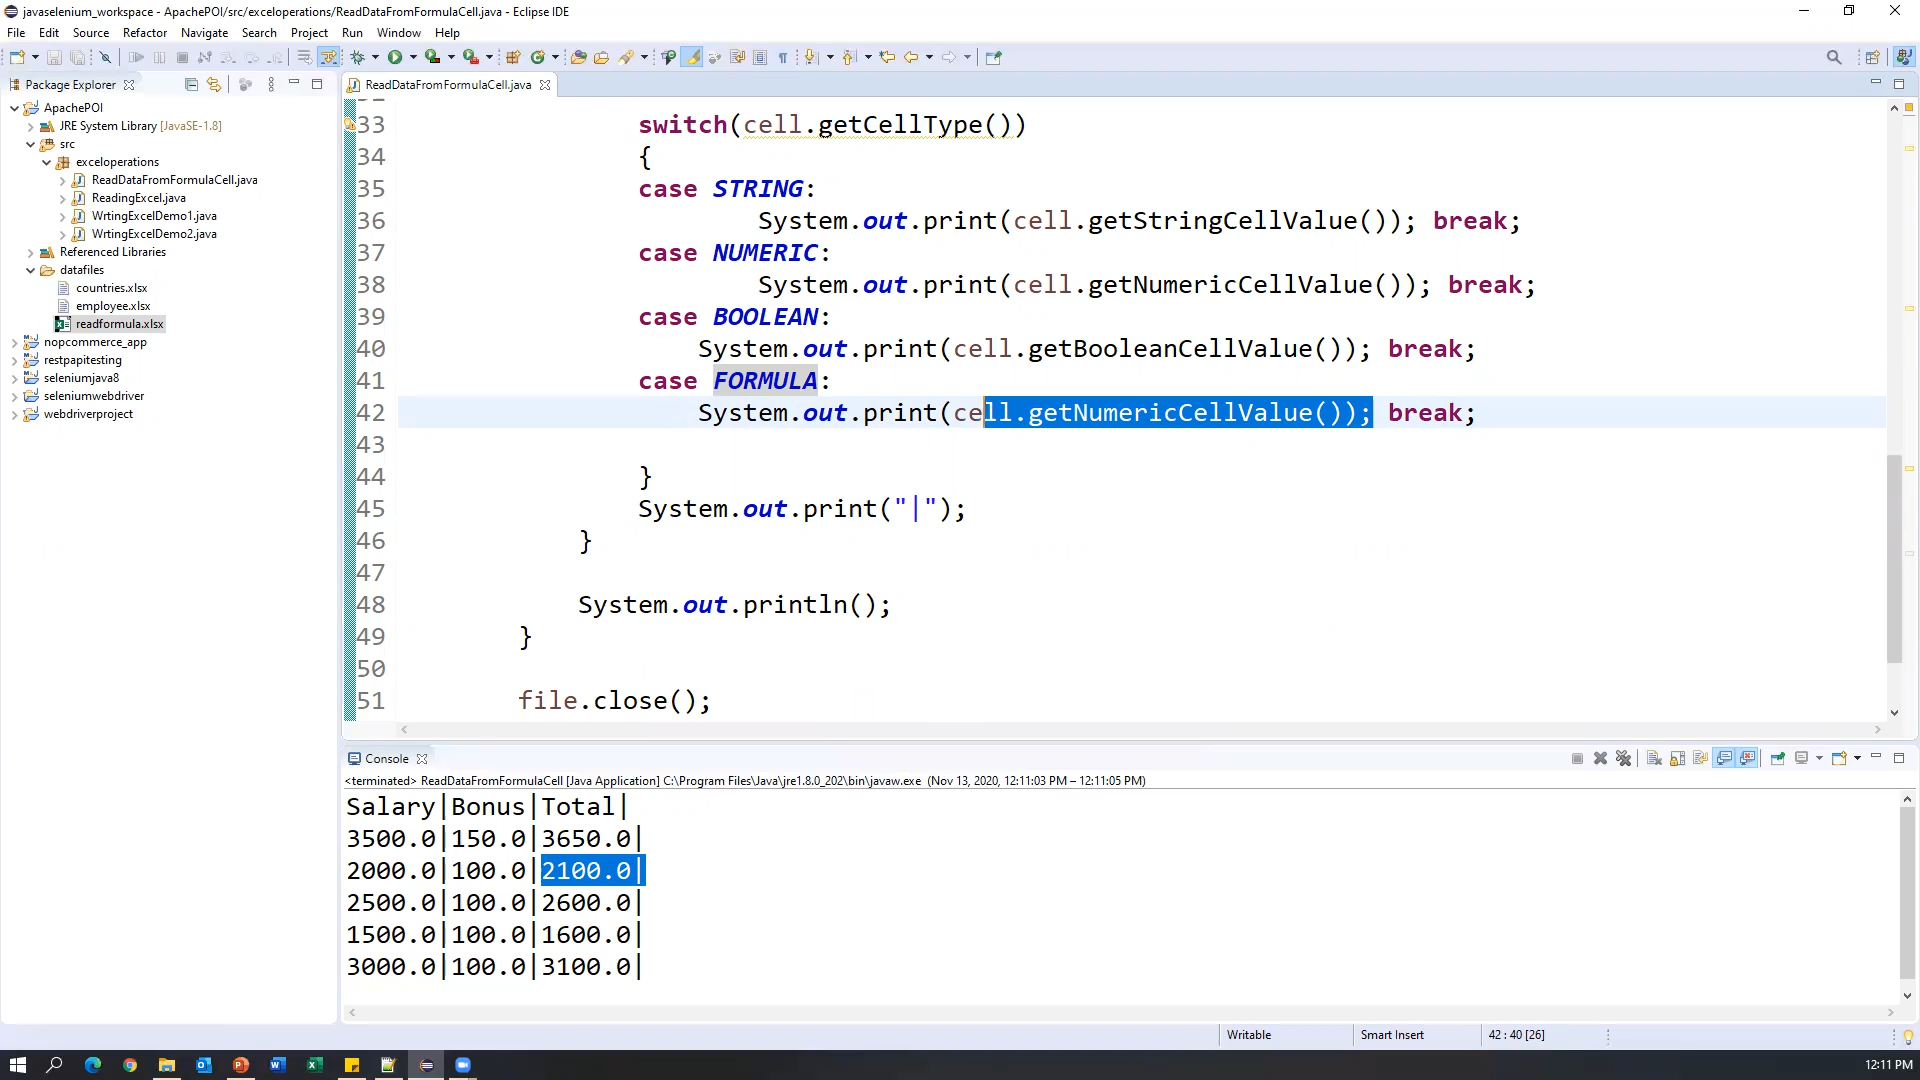 javaselenium_workspace - ApachePOI/src/exceloperations/ReadDataFromFormulaCell.java - Eclipse IDE
File Edit Source Refactor Navigate Search Project Run Window Help
Package Explorer
ApachePOI
JRE System Library [JavaSE-1.8]
src
exceloperations
ReadDataFromFormulaCell.java
ReadingExcel.java
WrtingExcelDemo1.java
WrtingExcelDemo2.java
Referenced Libraries
datafiles
countries.xlsx
employee.xlsx
readformula.xlsx
nopcommerce_app
restpapitesting
seleniumjava8
seleniumwebdriver
webdriverproject
ReadDataFromFormulaCell.java
33 switch(cell.getCellType())
34 {
35 case STRING:
36 System.out.print(cell.getStringCellValue()); break;
37 case NUMERIC:
38 System.out.print(cell.getNumericCellValue()); break;
39 case BOOLEAN:
40 System.out.print(cell.getBooleanCellValue()); break;
41 case FORMULA:
42 System.out.print(cell.getNumericCellValue()); break;
43
44 }
45 System.out.print("|");
46 }
47
48 System.out.println();
49 }
50
51 file.close();
Console
<terminated> ReadDataFromFormulaCell [Java Application] C:\Program Files\Java\jre1.8.0_202\bin\javaw.exe (Nov 13, 2020, 12:11:03 PM – 12:11:05 PM)
Salary|Bonus|Total|
3500.0|150.0|3650.0|
2000.0|100.0|2100.0|
2500.0|100.0|2600.0|
1500.0|100.0|1600.0|
3000.0|100.0|3100.0|
Writable Smart Insert 42 : 40 [26]
12:11 PM